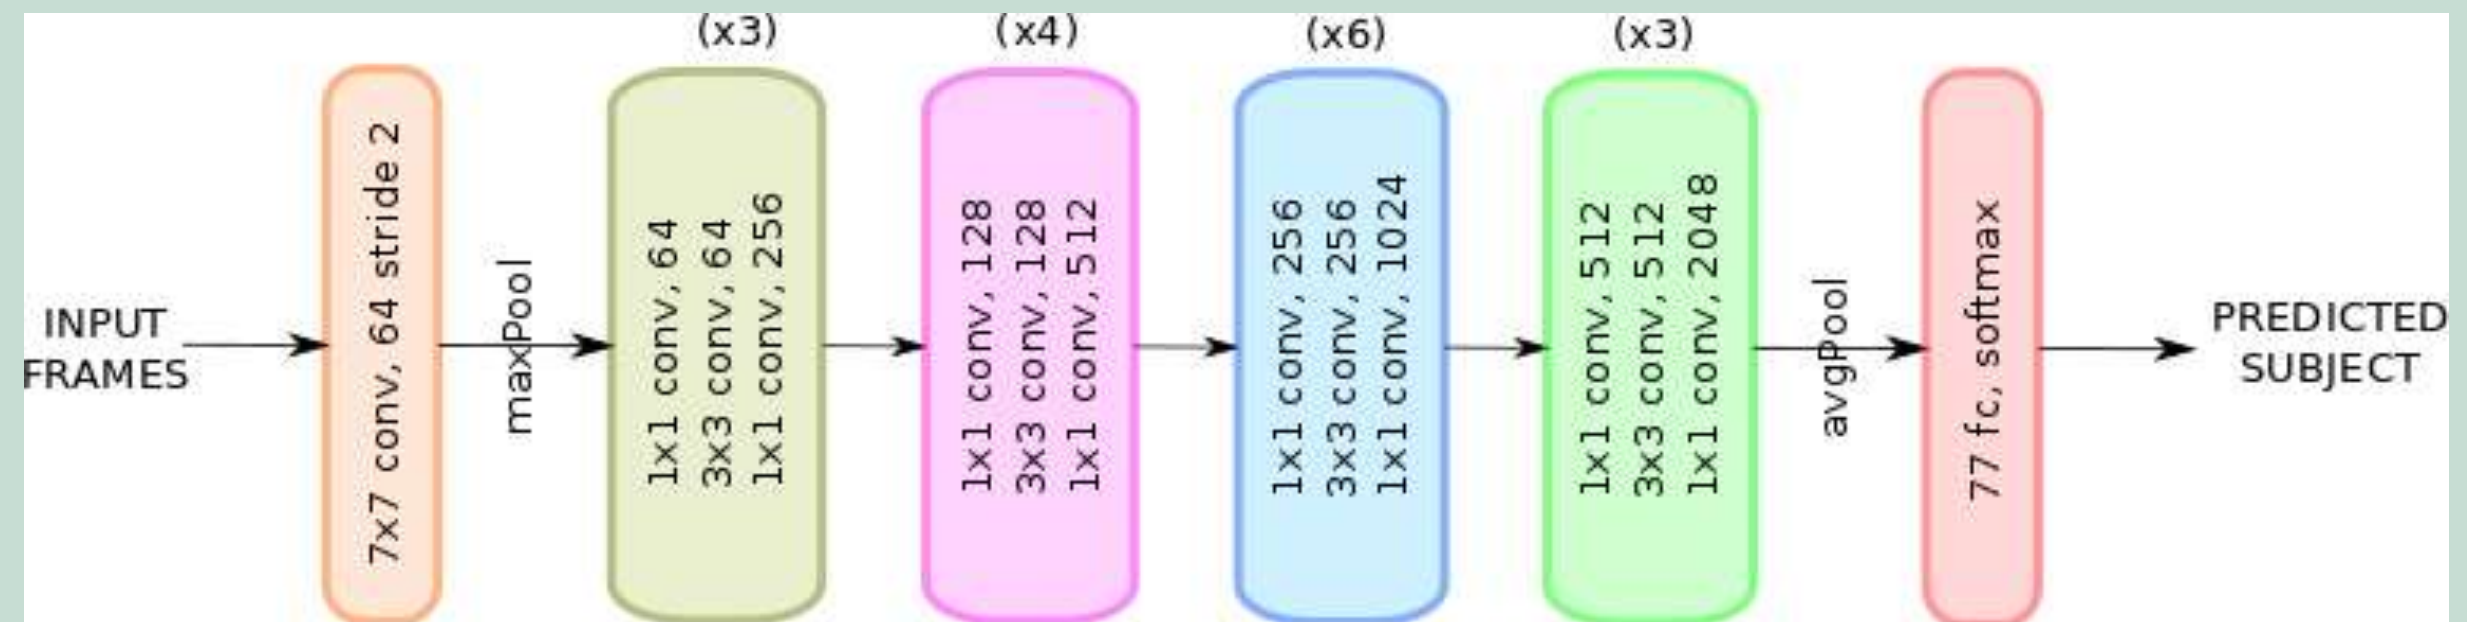 (x3)
(x4)
(x6)
(x3)
INPUT
FRAMES
7x7 conv, 64 stride 2
maxPool
1x1 conv, 64
3x3 conv, 64
1x1 conv, 256
1x1 conv, 128
3x3 conv, 128
1x1 conv, 512
1x1 conv, 256
3x3 conv, 256
1x1 conv, 1024
1x1 conv, 512
3x3 conv, 512
1x1 conv, 2048
avgPool
77 fc, softmax
PREDICTED
SUBJECT